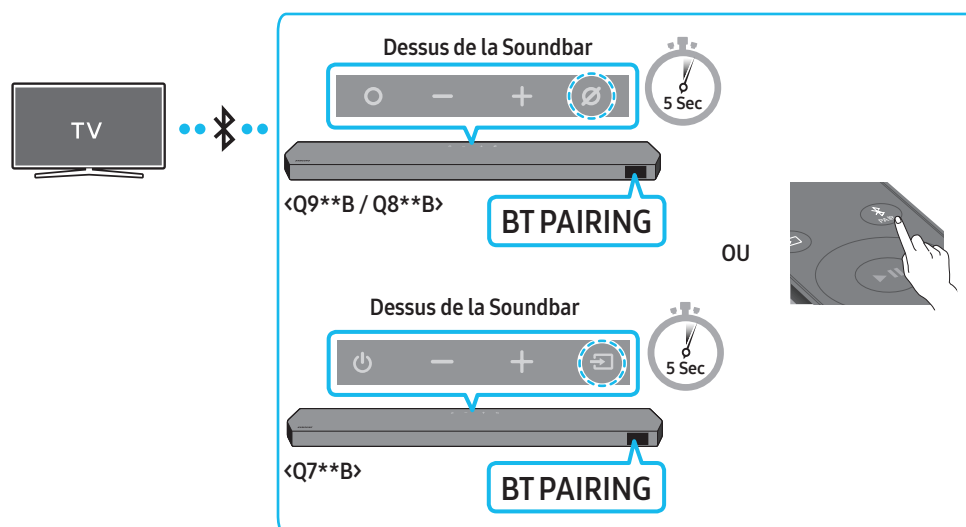 Dessus de la Soundbar
5 Sec
TV
<Q9**B / Q8**B>
BT PAIRING
OU
PAIR
Dessus de la Soundbar
5 Sec
<Q7**B>
BT PAIRING